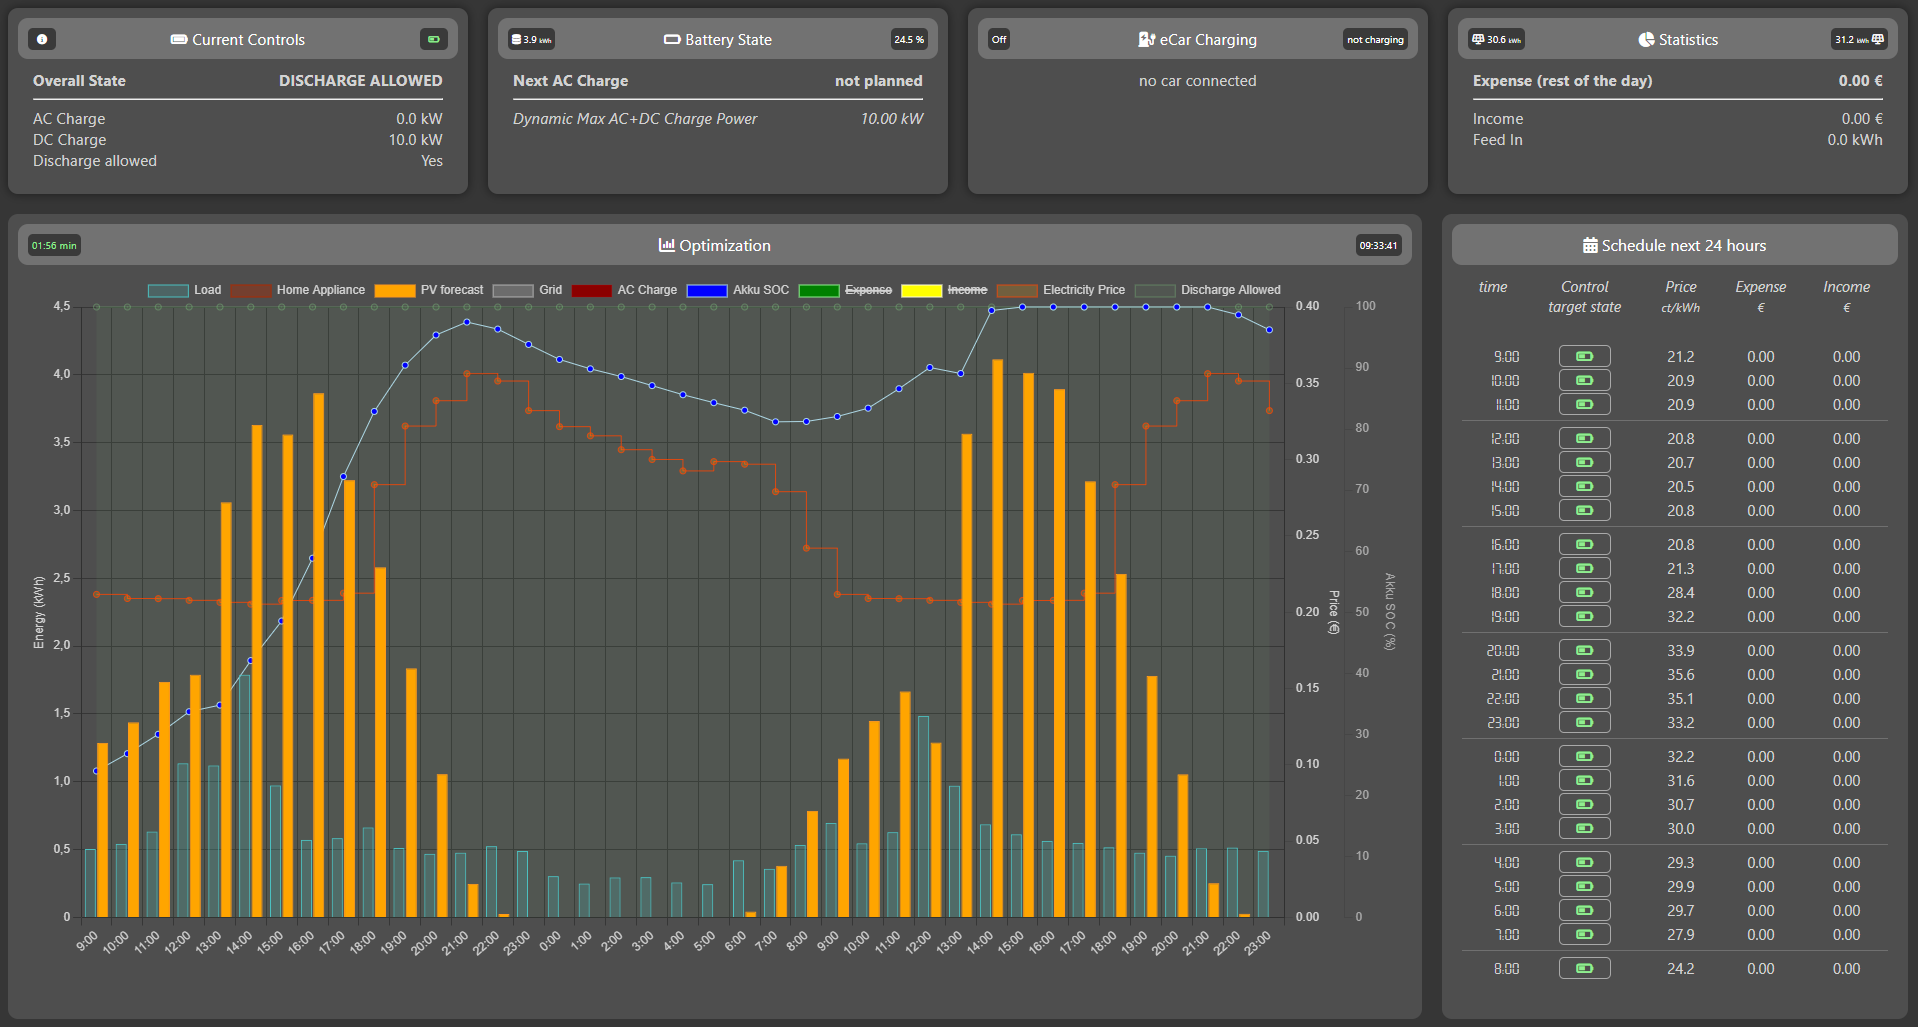 Current Controls
Overall State DISCHARGE ALLOWED
AC Charge 0.0 kW
DC Charge 10.0 kW
Discharge allowed Yes
3.9 kWh Battery State 24.5 %
Next AC Charge not planned
Dynamic Max AC+DC Charge Power 10.00 kW
Off eCar Charging not charging
no car connected
30.6 kWh Statistics 31.2 kWh
Expense (rest of the day) 0.00 €
Income 0.00 €
Feed In 0.0 kWh
01:56 min Optimization 09:33:41
Load Home Appliance PV forecast Grid AC Charge Akku SOC Expense Income Electricity Price Discharge Allowed
Energy (kWh)
4,5
4,0
3,5
3,0
2,5
2,0
1,5
1,0
0,5
0
0.40
0.35
0.30
0.25
0.20
0.15
0.10
0.05
0.00
Price (€)
100
90
80
70
60
50
40
30
20
10
0
Akku SOC (%)
9:00 10:00 11:00 12:00 13:00 14:00 15:00 16:00 17:00 18:00 19:00 20:00 21:00 22:00 23:00 0:00 1:00 2:00 3:00 4:00 5:00 6:00 7:00 8:00 9:00 10:00 11:00 12:00 13:00 14:00 15:00 16:00 17:00 18:00 19:00 20:00 21:00 22:00 23:00
Schedule next 24 hours
time Control Price Expense Income
target state ct/kWh € €
9:00 21.2 0.00 0.00
10:00 20.9 0.00 0.00
11:00 20.9 0.00 0.00
12:00 20.8 0.00 0.00
13:00 20.7 0.00 0.00
14:00 20.5 0.00 0.00
15:00 20.8 0.00 0.00
16:00 20.8 0.00 0.00
17:00 21.3 0.00 0.00
18:00 28.4 0.00 0.00
19:00 32.2 0.00 0.00
20:00 33.9 0.00 0.00
21:00 35.6 0.00 0.00
22:00 35.1 0.00 0.00
23:00 33.2 0.00 0.00
0:00 32.2 0.00 0.00
1:00 31.6 0.00 0.00
2:00 30.7 0.00 0.00
3:00 30.0 0.00 0.00
4:00 29.3 0.00 0.00
5:00 29.9 0.00 0.00
6:00 29.7 0.00 0.00
7:00 27.9 0.00 0.00
8:00 24.2 0.00 0.00